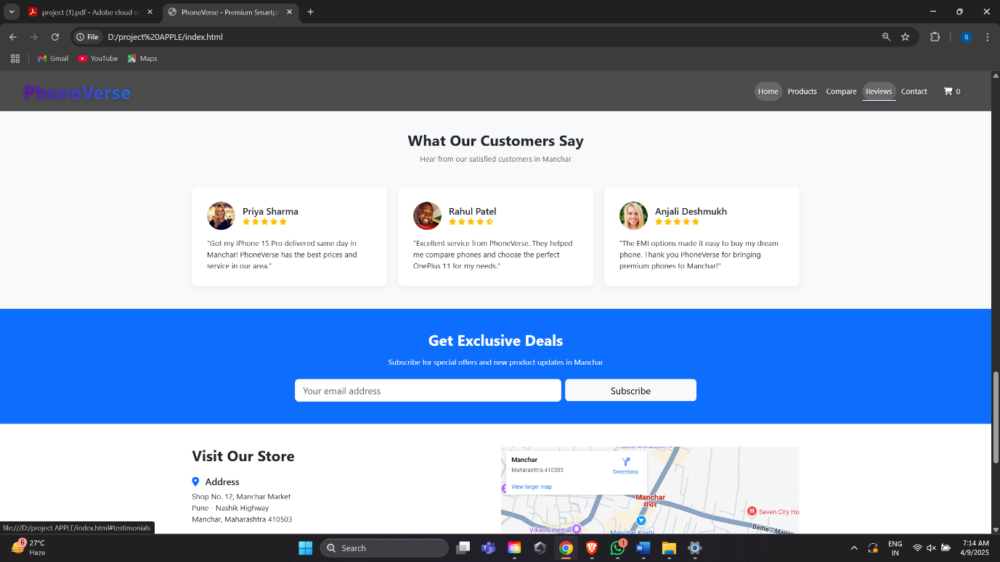 project (1).pdf - Adobe cloud st
PhoneVerse - Premium Smartpl
File
D:/project%20APPLE/index.html
S
Gmail
YouTube
Maps
PhoneVerse
Home
Products
Compare
Reviews
Contact
0
What Our Customers Say
Hear from our satisfied customers in Manchar
Priya Sharma
"Got my iPhone 15 Pro delivered same day in
Manchar! PhoneVerse has the best prices and
service in our area."
Rahul Patel
"Excellent service from PhoneVerse. They helped
me compare phones and choose the perfect
OnePlus 11 for my needs."
Anjali Deshmukh
"The EMI options made it easy to buy my dream
phone. Thank you PhoneVerse for bringing
premium phones to Manchar!"
Get Exclusive Deals
Subscribe for special offers and new product updates in Manchar
Your email address
Subscribe
Visit Our Store
Address
Shop No. 12, Manchar Market
Pune - Nashik Highway
Manchar, Maharashtra 410503
Manchar
Maharashtra 410503
Directions
View larger map
Manchar
मंचर
H
Seven City Ho
Vikas Cinema
Manchar Krishi
Belhe - Manchar
file:///D:/project APPLE/index.html#testimonials
6
27°C
Haze
Search
1
ENG
IN
7:14 AM
4/9/2025